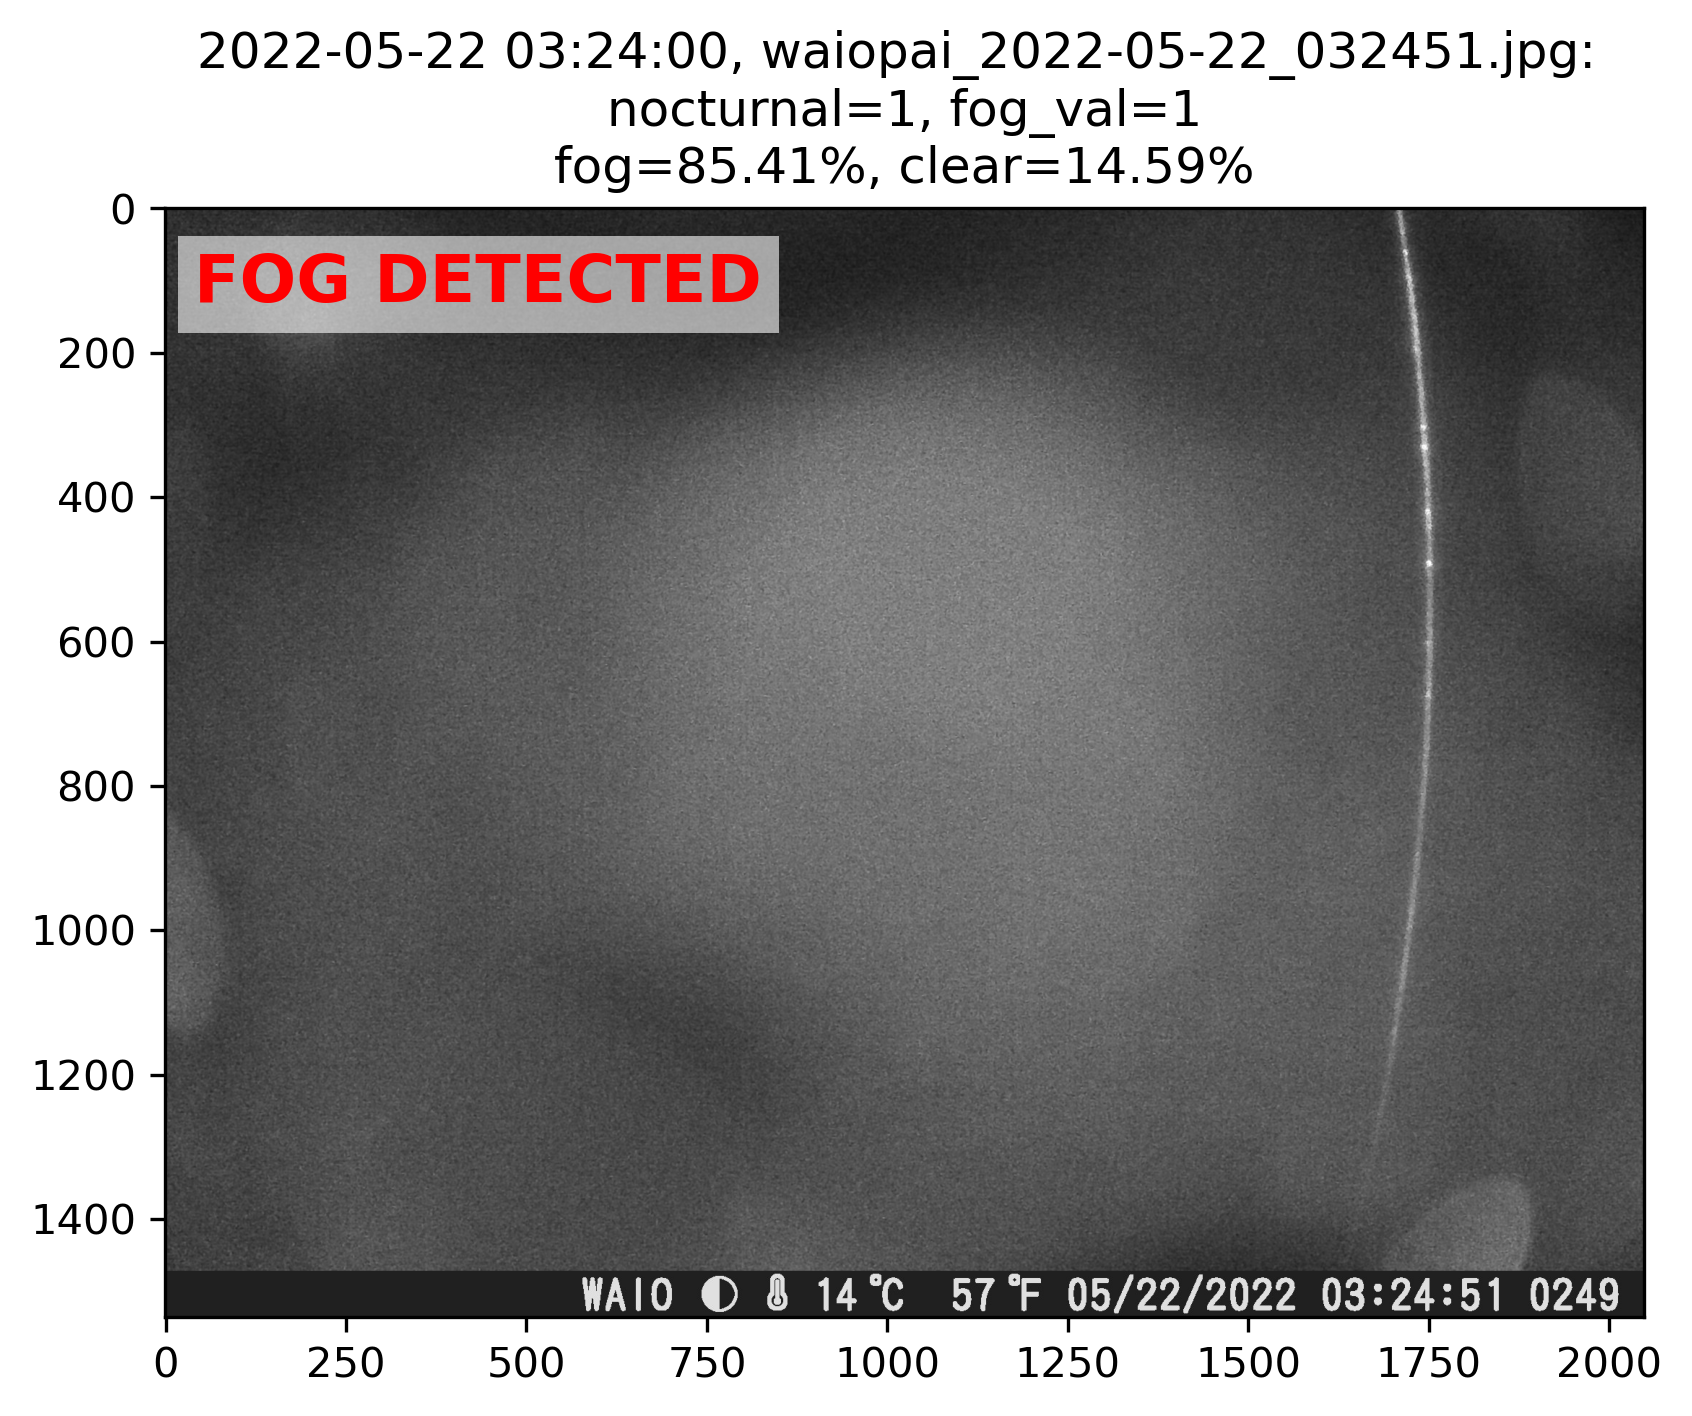 2022-05-22 03:24:00, waiopai_2022-05-22_032451.jpg:
nocturnal=1, fog_val=1
fog=85.41%, clear=14.59%
FOG DETECTED
0
200
400
600
800
1000
1200
1400
WAIO 14°C 57°F 05/22/2022 03:24:51 0249
0 250 500 750 1000 1250 1500 1750 2000